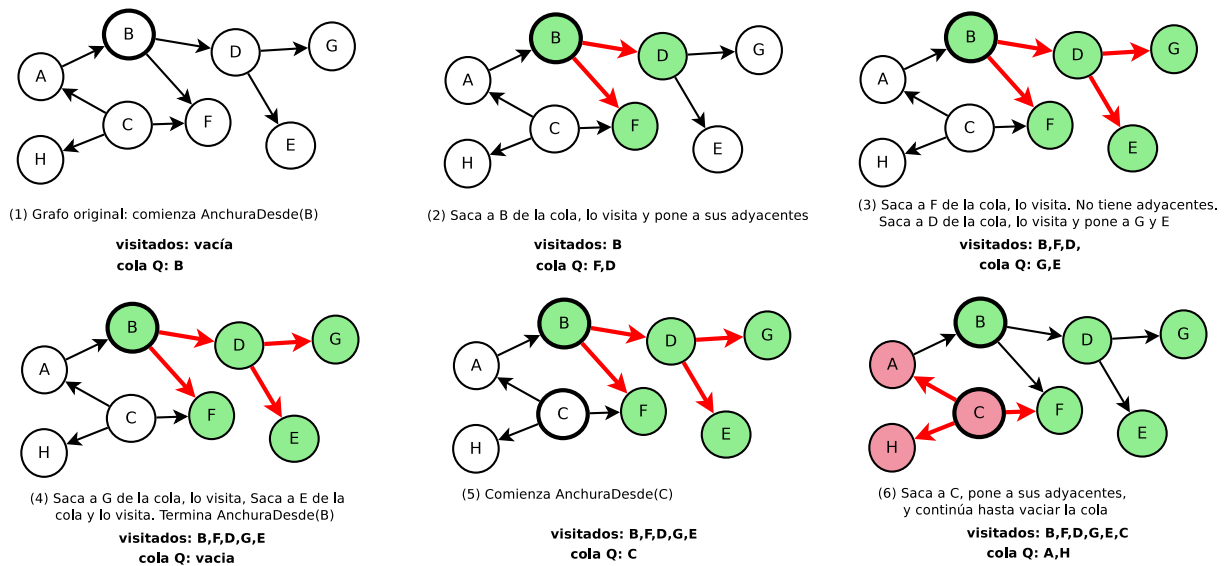 B
G
D
A
C
F
E
H
(1) Grafo original: comienza AnchuraDesde(B)
visitados: vacía
cola Q: B
B
G
D
A
C
F
E
H
(2) Saca a B de la cola, lo visita y pone a sus adyacentes
visitados: B
cola Q: F,D
B
G
D
A
C
F
E
H
(3) Saca a F de la cola, lo visita. No tiene adyacentes.
Saca a D de la cola, lo visita y pone a G y E
visitados: B,F,D,
cola Q: G,E
B
G
D
A
C
F
E
H
(4) Saca a G de la cola, lo visita, Saca a E de la
cola y lo visita. Termina AnchuraDesde(B)
visitados: B,F,D,G,E
cola Q: vacia
B
G
D
A
C
F
E
H
(5) Comienza AnchuraDesde(C)
visitados: B,F,D,G,E
cola Q: C
B
G
D
A
C
F
E
H
(6) Saca a C, pone a sus adyacentes,
y continúa hasta vaciar la cola
visitados: B,F,D,G,E,C
cola Q: A,H